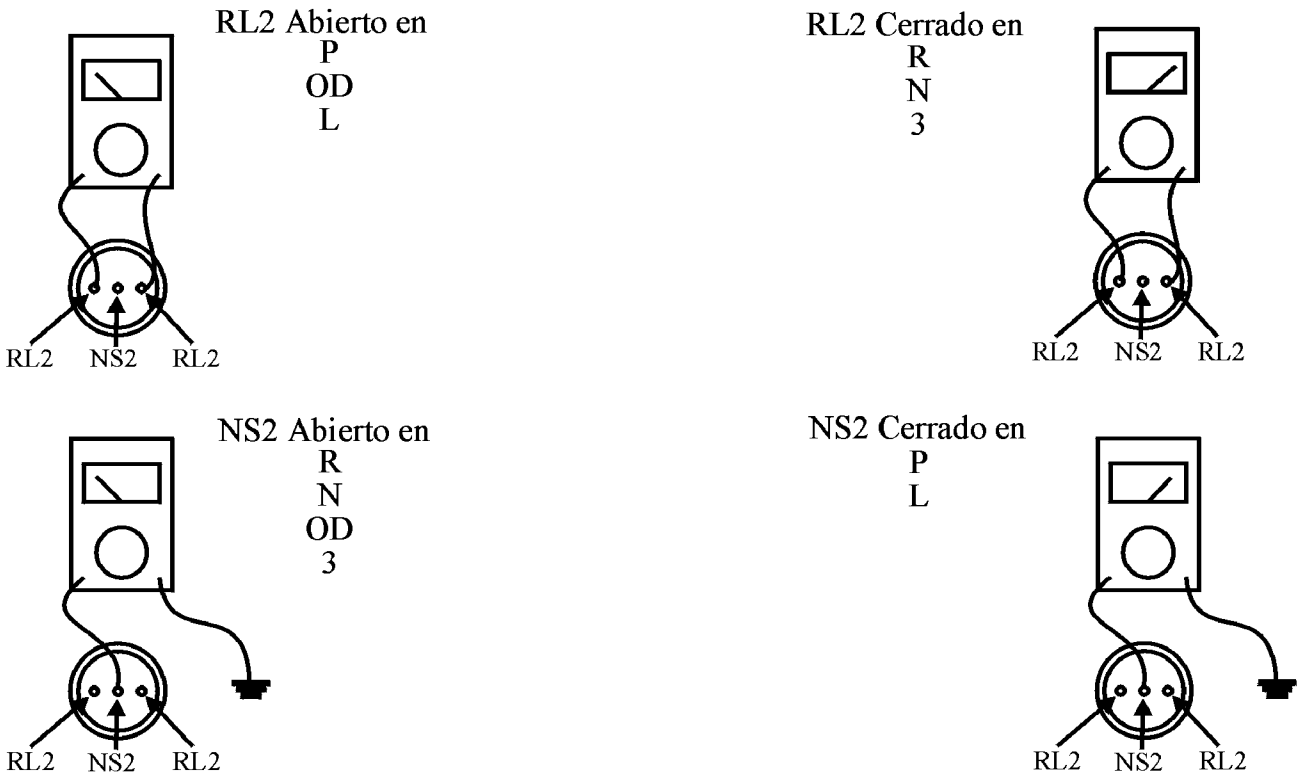 RL2 Abierto en
P
OD
L
RL2 NS2 RL2
RL2 Cerrado en
R
N
3
RL2 NS2 RL2
NS2 Abierto en
R
N
OD
3
RL2 NS2 RL2
NS2 Cerrado en
P
L
RL2 NS2 RL2